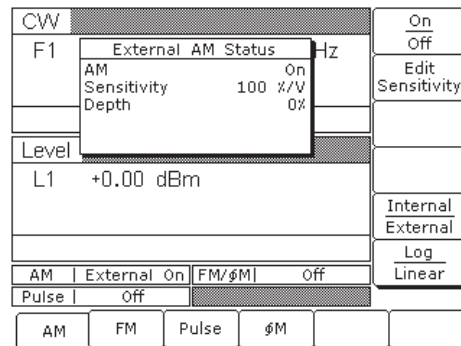 CW
F1
Hz
External AM Status
AM On
Sensitivity 100 %/V
Depth 0%
Level
L1 +0.00 dBm
AM External On FM/ϕM Off
Pulse Off
On
Off
Edit
Sensitivity
Internal
External
Log
Linear
AM FM Pulse ϕM